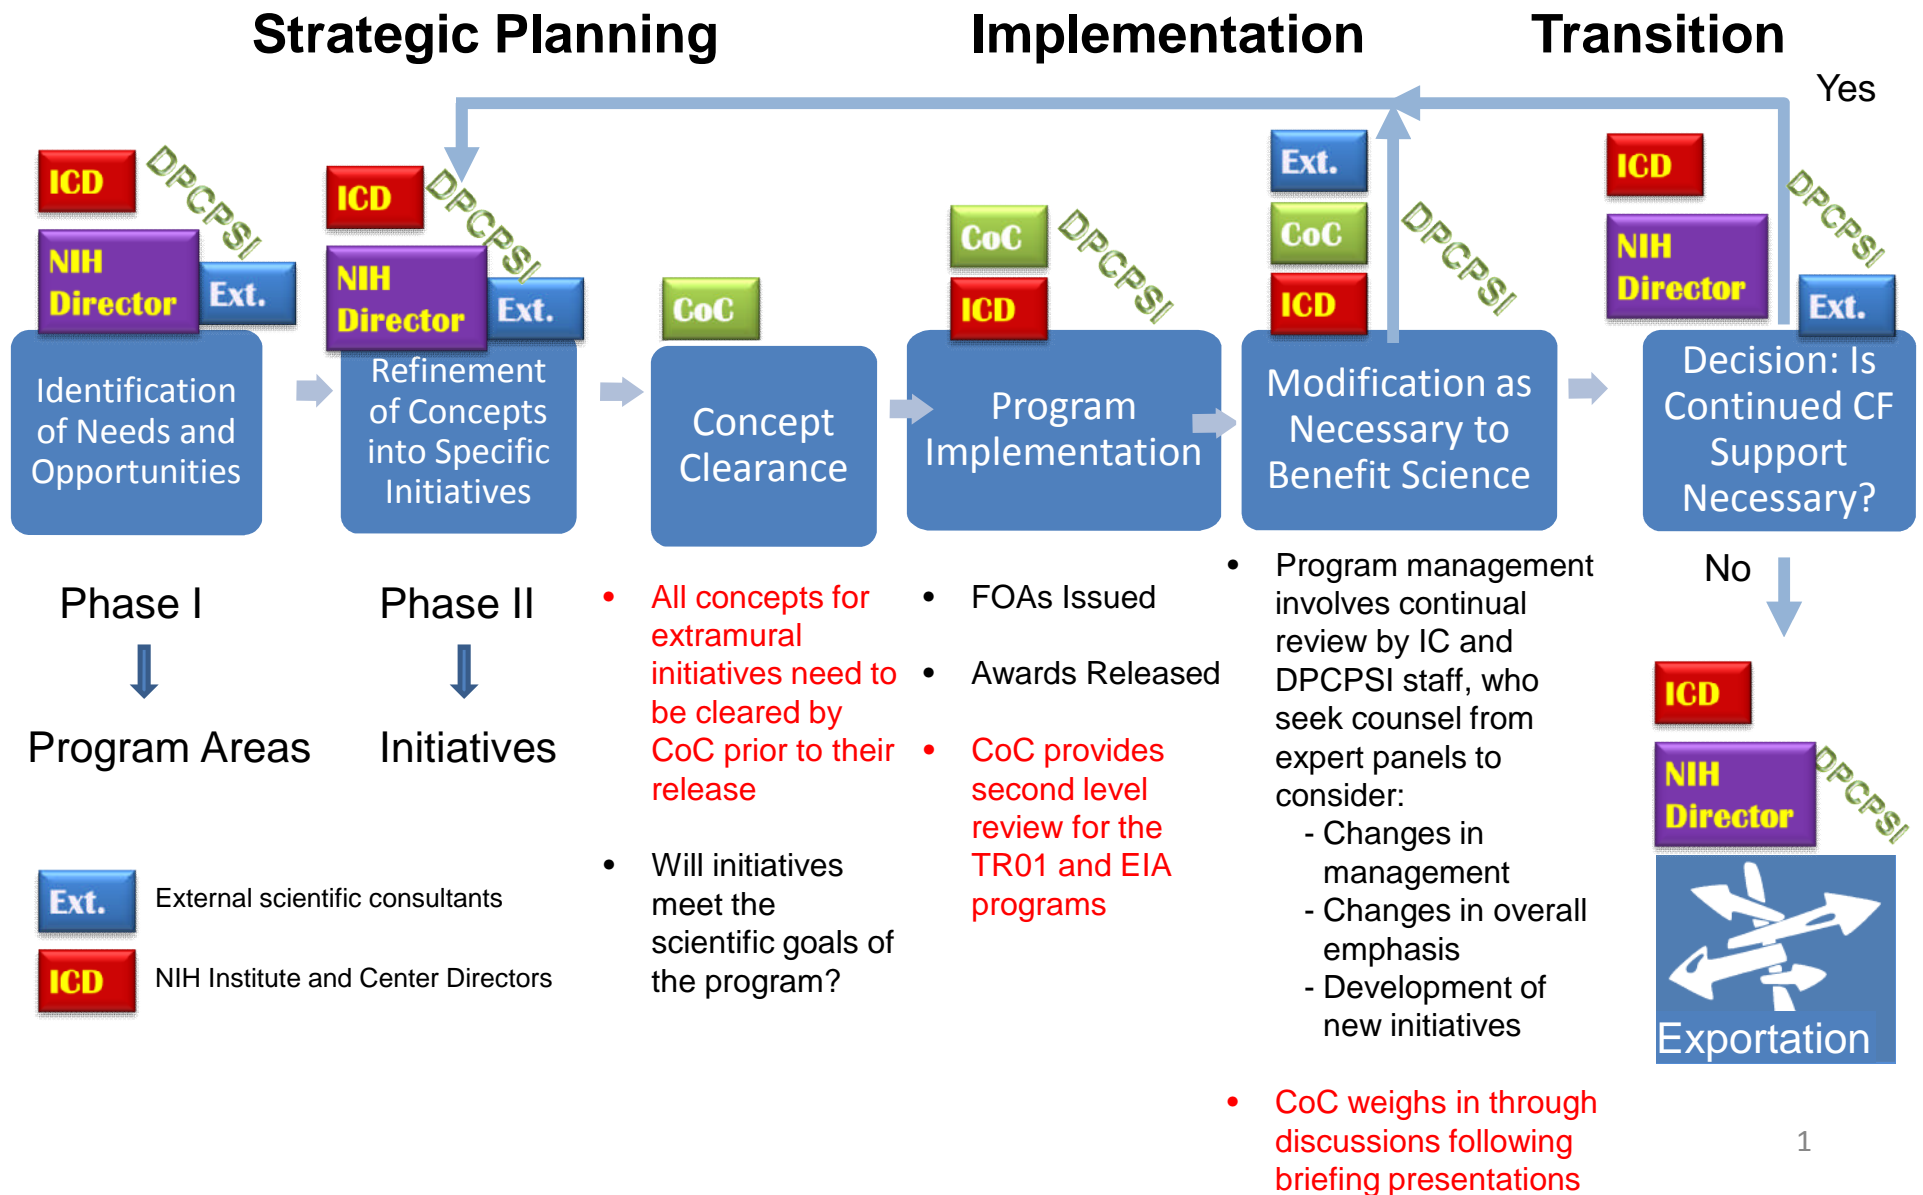 Strategic Planning
Implementation
Transition
Yes
ICD
DPCPSI
NIH
Director
Ext.
Identification
of Needs and
Opportunities
ICD
DPCPSI
NIH
Director
Ext.
Refinement
of Concepts
into Specific
Initiatives
CoC
Concept
Clearance
CoC
DPCPSI
ICD
Program
Implementation
Ext.
CoC
DPCPSI
ICD
Modification as
Necessary to
Benefit Science
ICD
DPCPSI
NIH
Director
Ext.
Decision: Is
Continued CF
Support
Necessary?
Phase I
Program Areas
Phase II
Initiatives
• All concepts for
extramural
initiatives need to
be cleared by
CoC prior to their
release
• Will initiatives
meet the
scientific goals of
the program?
• FOAs Issued
• Awards Released
• CoC provides
second level
review for the
TR01 and EIA
programs
• Program management
involves continual
review by IC and
DPCPSI staff, who
seek counsel from
expert panels to
consider:
- Changes in
management
- Changes in overall
emphasis
- Development of
new initiatives
• CoC weighs in through
discussions following
briefing presentations
No
ICD
NIH
Director
DPCPSI
Exportation
Ext.
External scientific consultants
ICD
NIH Institute and Center Directors
1